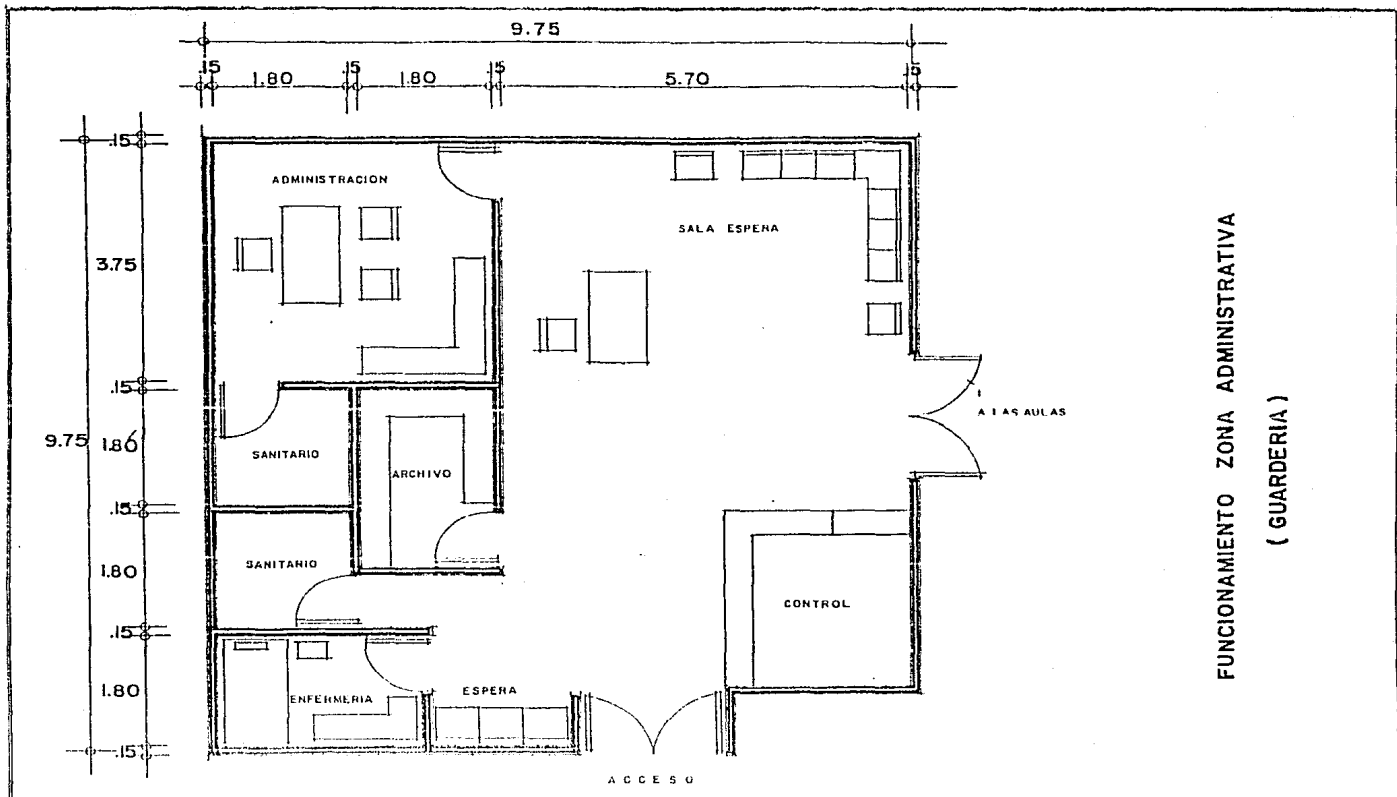 9.75
.15 1.80 .15 1.80 .15 5.70 .15
.15
3.75
.15
9.75 1.80
.15
1.80
.15
1.80
.15
ADMINISTRACION
SALA ESPERA
A LAS AULAS
SANITARIO
ARCHIVO
SANITARIO
CONTROL
ENFERMERIA
ESPERA
ACCESO
FUNCIONAMIENTO ZONA ADMINISTRATIVA
(GUARDERIA)